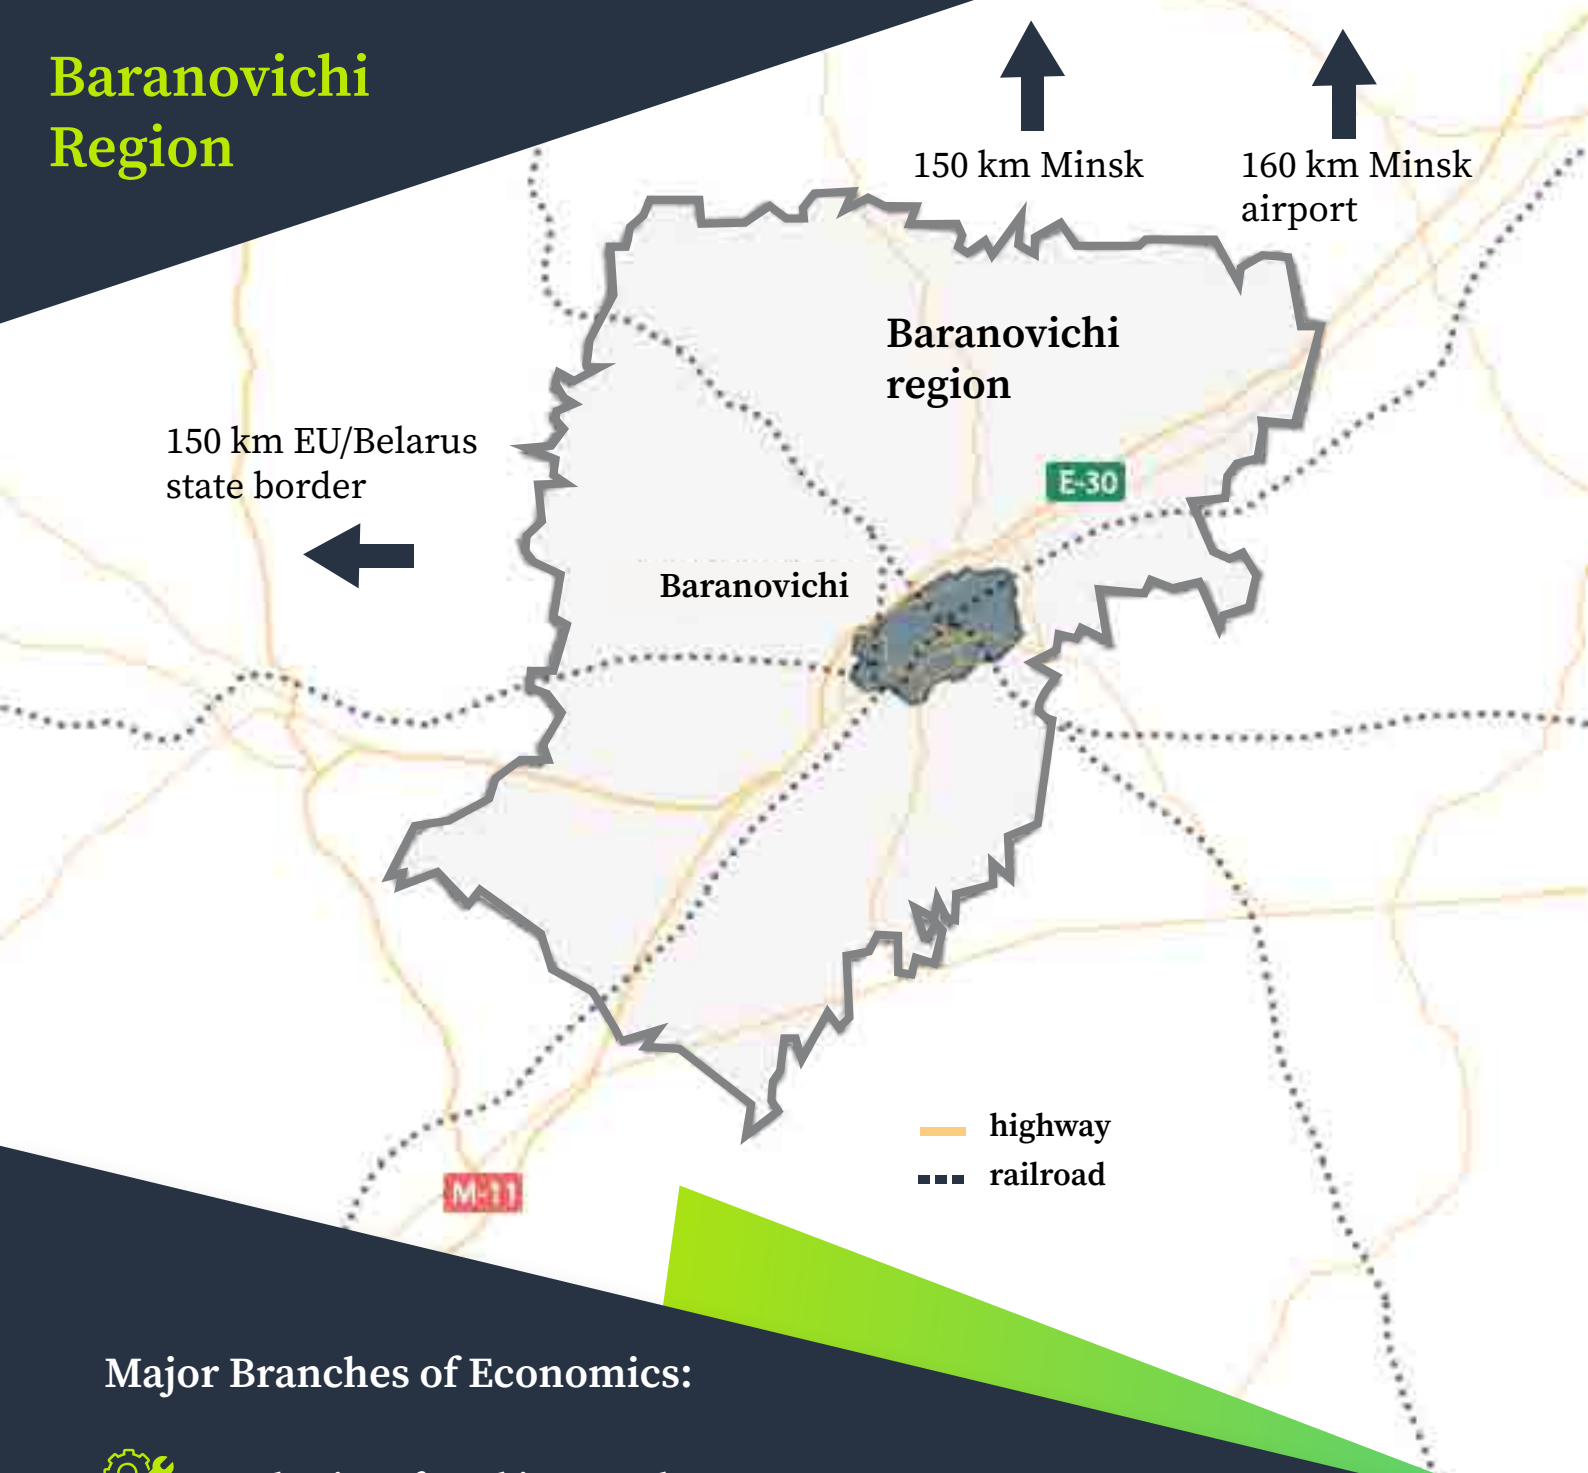 Baranovichi
Region
150 km Minsk
160 km Minsk
airport
Baranovichi
region
150 km EU/Belarus
state border
E-30
Baranovichi
highway
railroad
M-11
Major Branches of Economics: